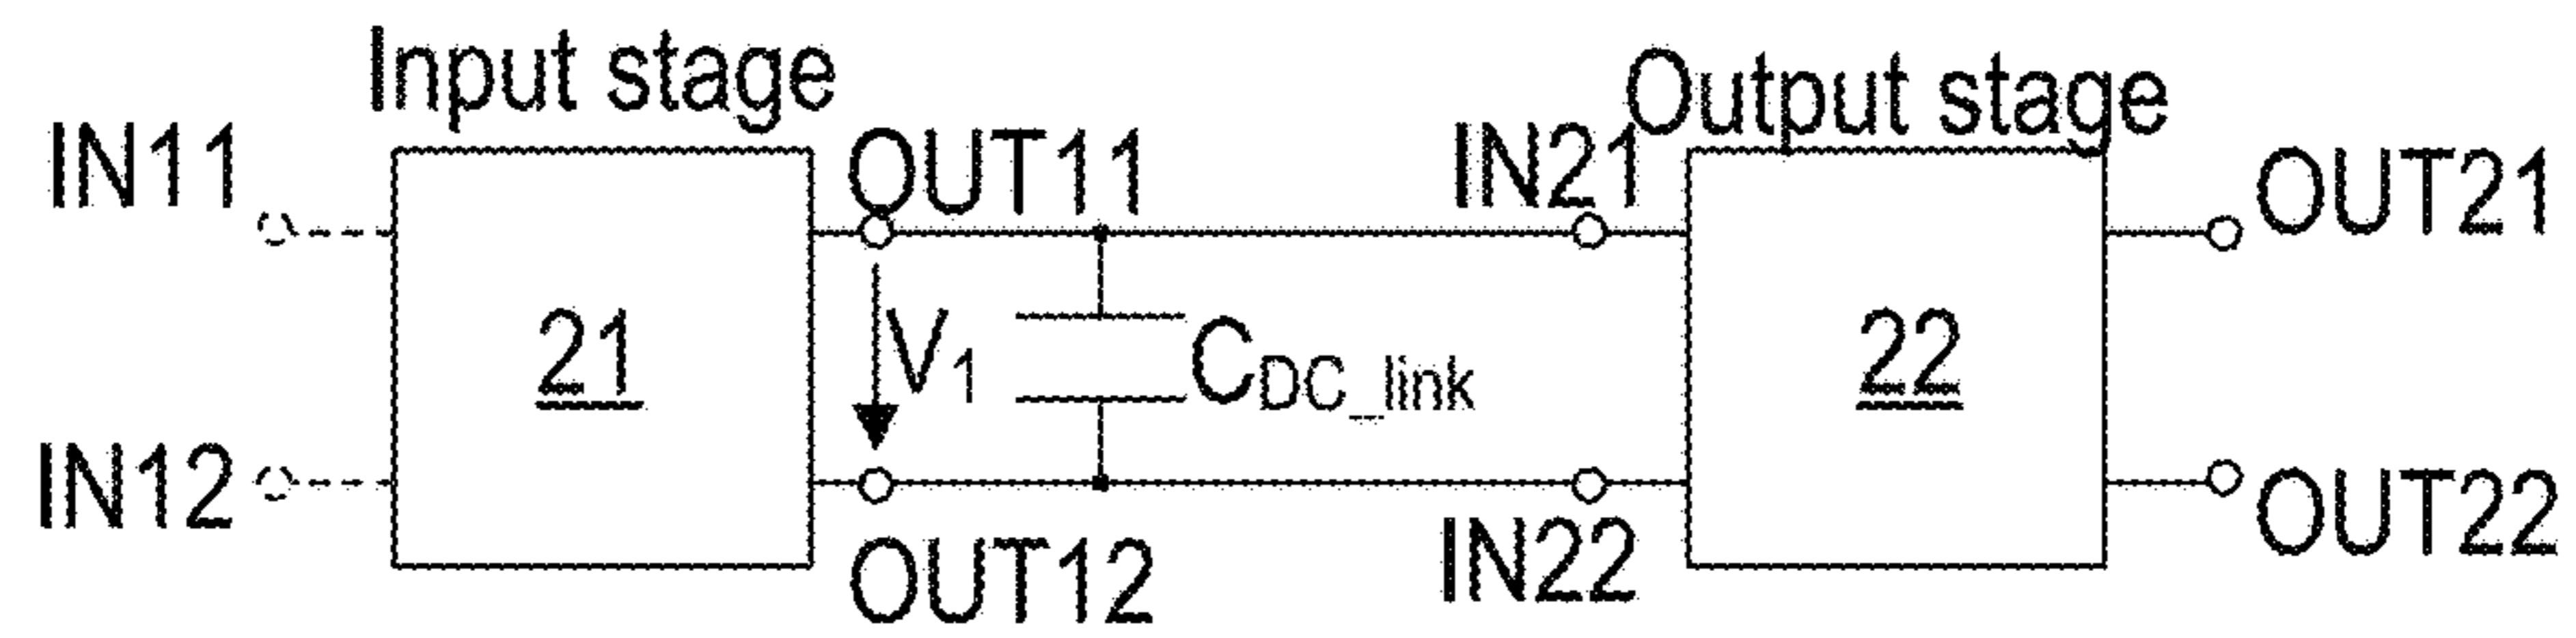 Input stage
Output stage
IN11
OUT11
IN21
OUT21
21
V1
CDC_link
22
IN12
OUT12
IN22
OUT22